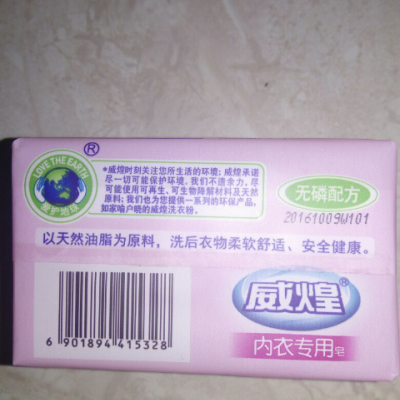 LOVE THE EARTH
爱护地球
®
*威煌时刻关注您所生活的环境;威煌承诺
尽一切可能保护环境,我们不遗余力,尽
可能使用可再生、可生物降解材料及天然
原料;我们也为您提供一系列的环保产品,
如家喻户晓的威煌洗衣粉。
无磷配方
20161009W101
以天然油脂为原料,洗后衣物柔软舒适、安全健康。
威煌®
内衣专用皂
6 901894 415328